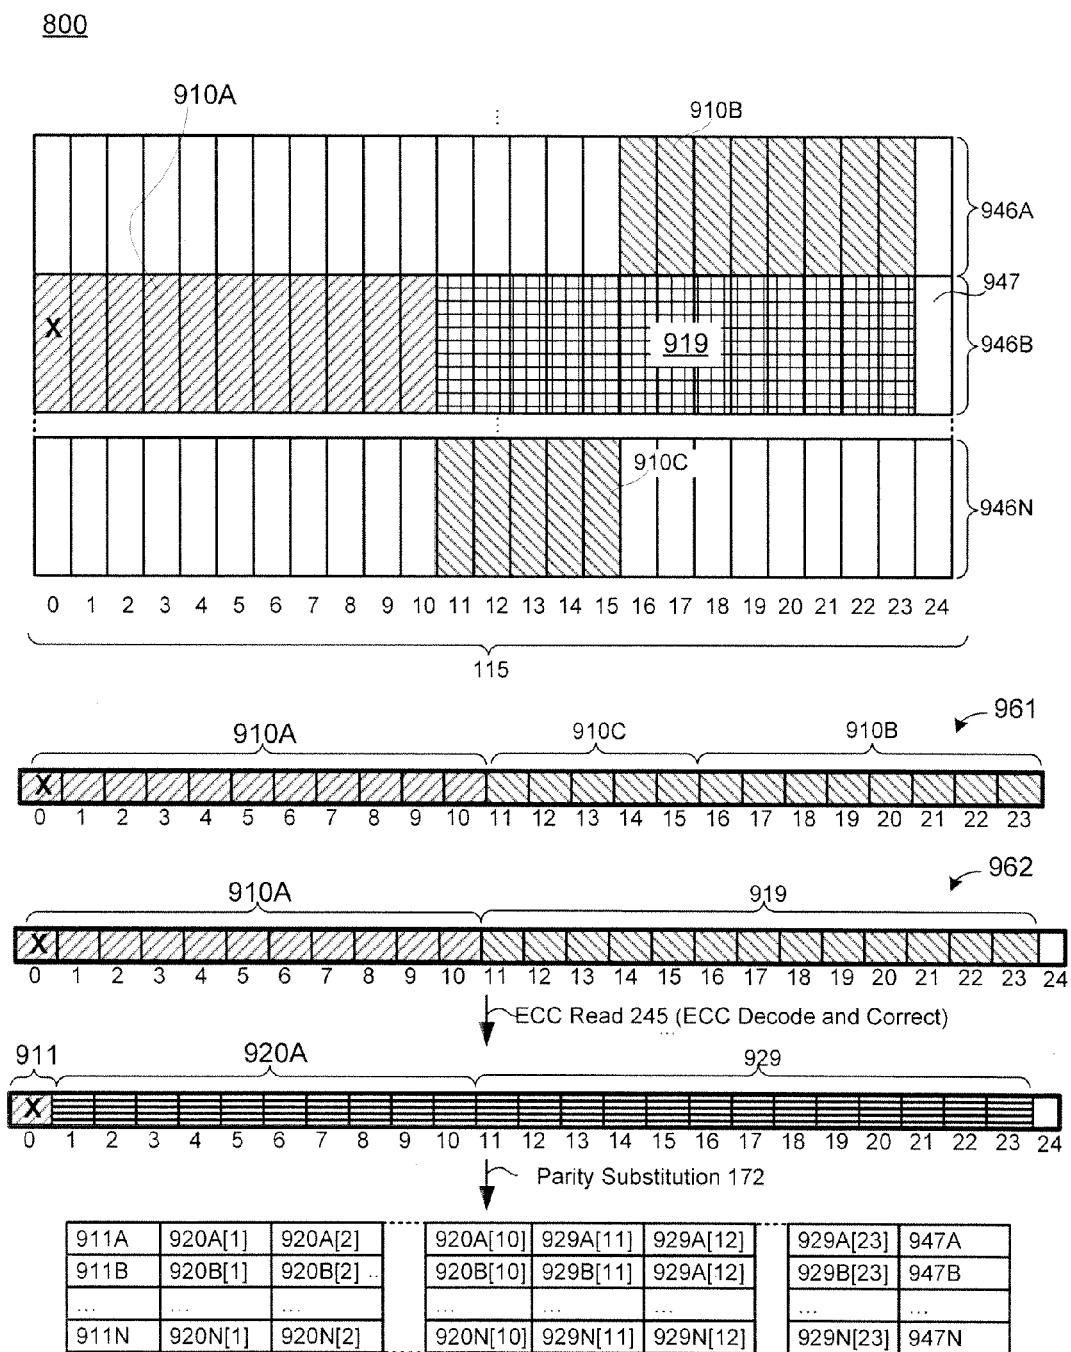 800
910A
910B
946A
947
X
919
946B
910C
946N
0 1 2 3 4 5 6 7 8 9 10 11 12 13 14 15 16 17 18 19 20 21 22 23 24
115
961
910A 910C 910B
X
0 1 2 3 4 5 6 7 8 9 10 11 12 13 14 15 16 17 18 19 20 21 22 23
962
910A 919
X
0 1 2 3 4 5 6 7 8 9 10 11 12 13 14 15 16 17 18 19 20 21 22 23 24
ECC Read 245 (ECC Decode and Correct)
...
911 920A 929
X
0 1 2 3 4 5 6 7 8 9 10 11 12 13 14 15 16 17 18 19 20 21 22 23 24
Parity Substitution 172
911A 920A[1] 920A[2] 920A[10] 929A[11] 929A[12] 929A[23] 947A
911B 920B[1] 920B[2] .. 920B[10] 929B[11] 929A[12] 929B[23] 947B
... ... ... ... ... ... ... ...
911N 920N[1] 920N[2] 920N[10] 929N[11] 929N[12] 929N[23] 947N